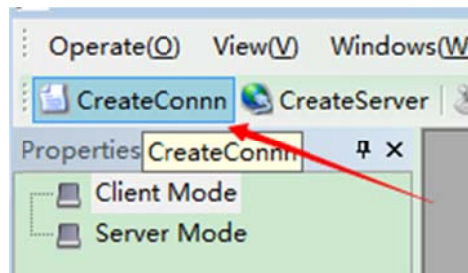 Operate(O) View(V) Windows(W
CreateConnn CreateServer
Properties CreateConnn
Client Mode
Server Mode